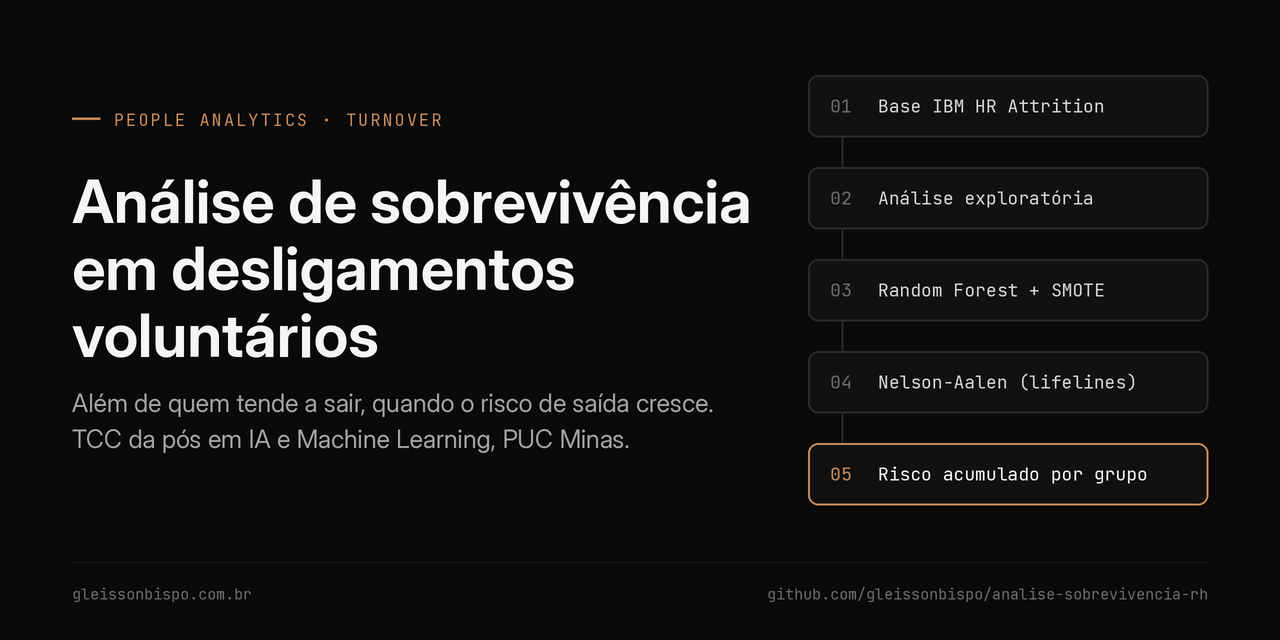 PEOPLE ANALYTICS · TURNOVER
Análise de sobrevivência
em desligamentos
voluntários
Além de quem tende a sair, quando o risco de saída cresce.
TCC da pós em IA e Machine Learning, PUC Minas.
01 Base IBM HR Attrition
02 Análise exploratória
03 Random Forest + SMOTE
04 Nelson-Aalen (lifelines)
05 Risco acumulado por grupo
gleissonbispo.com.br
github.com/gleissonbispo/analise-sobrevivencia-rh